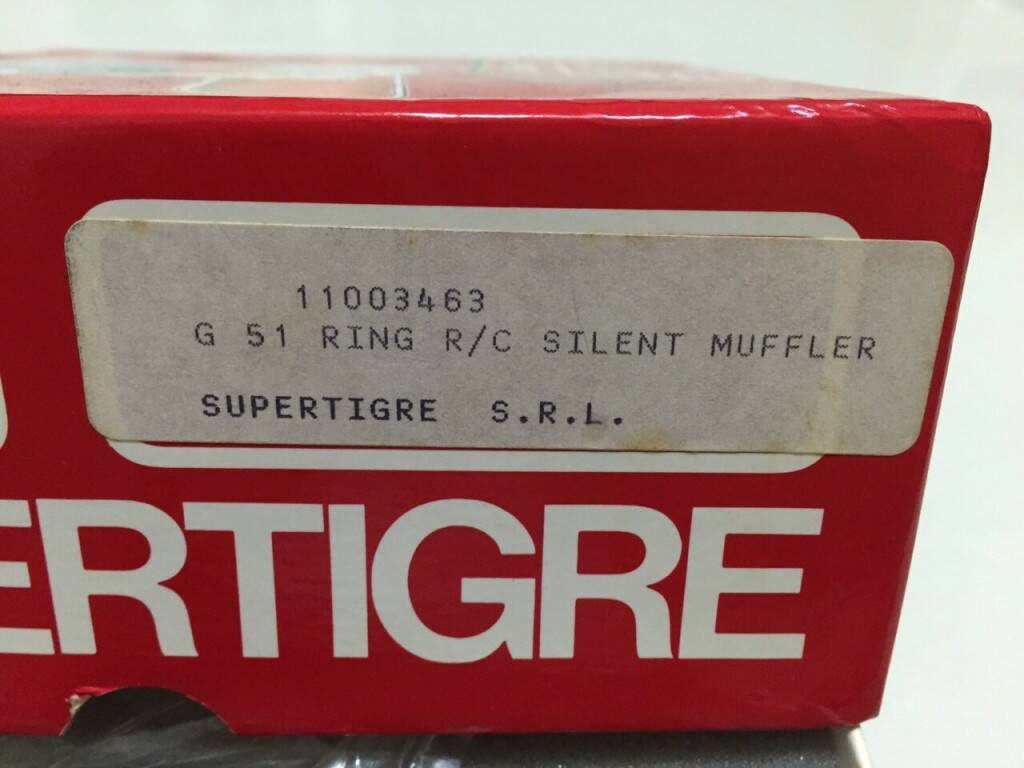 11003463
G 51 RING R/C SILENT MUFFLER
SUPERTIGRE S.R.L.
ERTIGRE